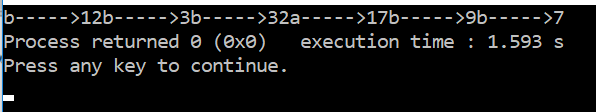 b----->12b----->3b----->32a----->17b----->9b----->7
Process returned 0 (0x0)   execution time : 1.593 s
Press any key to continue.